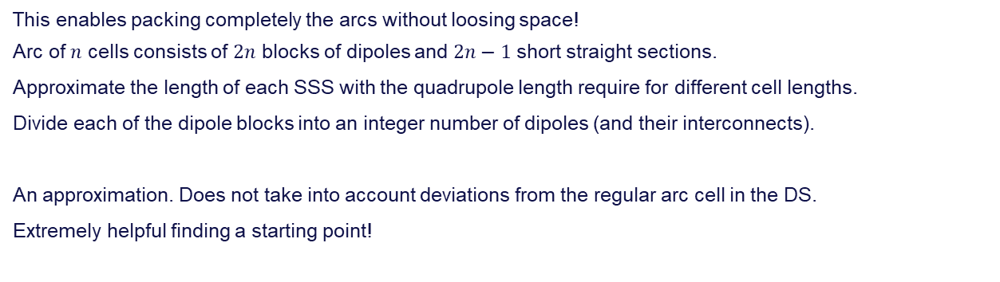 This enables packing completely the arcs without loosing space!
Arc of n cells consists of 2n blocks of dipoles and 2n − 1 short straight sections.
Approximate the length of each SSS with the quadrupole length require for different cell lengths.
Divide each of the dipole blocks into an integer number of dipoles (and their interconnects).
An approximation. Does not take into account deviations from the regular arc cell in the DS.
Extremely helpful finding a starting point!